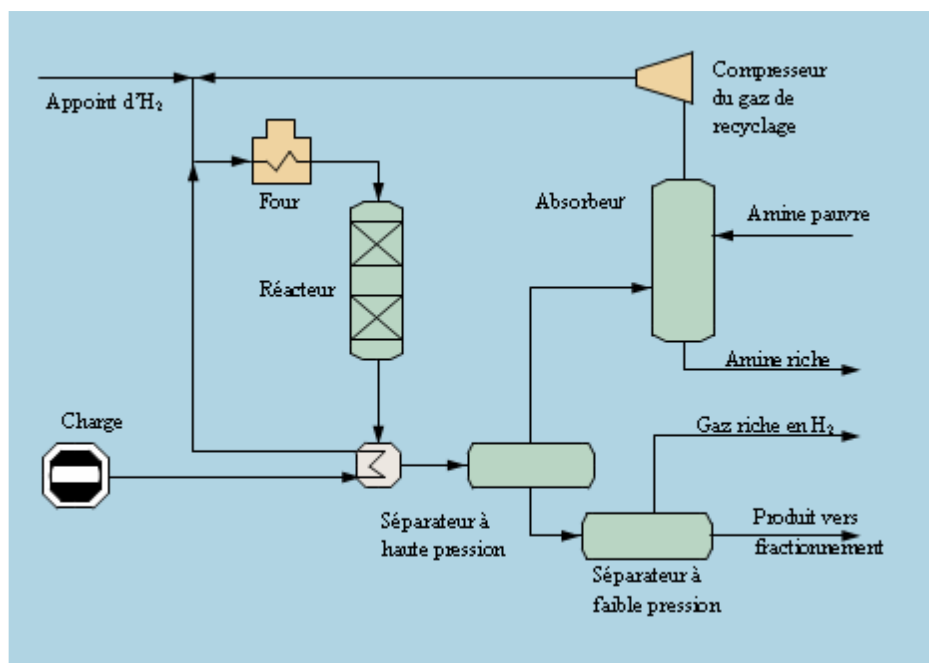 Compresseur
du gaz de
recyclage
Appoint d'H₂
Four
Absorbeur
Amine pauvre
Réacteur
Amine riche
Charge
Gaz riche en H₂
Séparateur à
haute pression
Produit vers
fractionnement
Séparateur à
faible pression